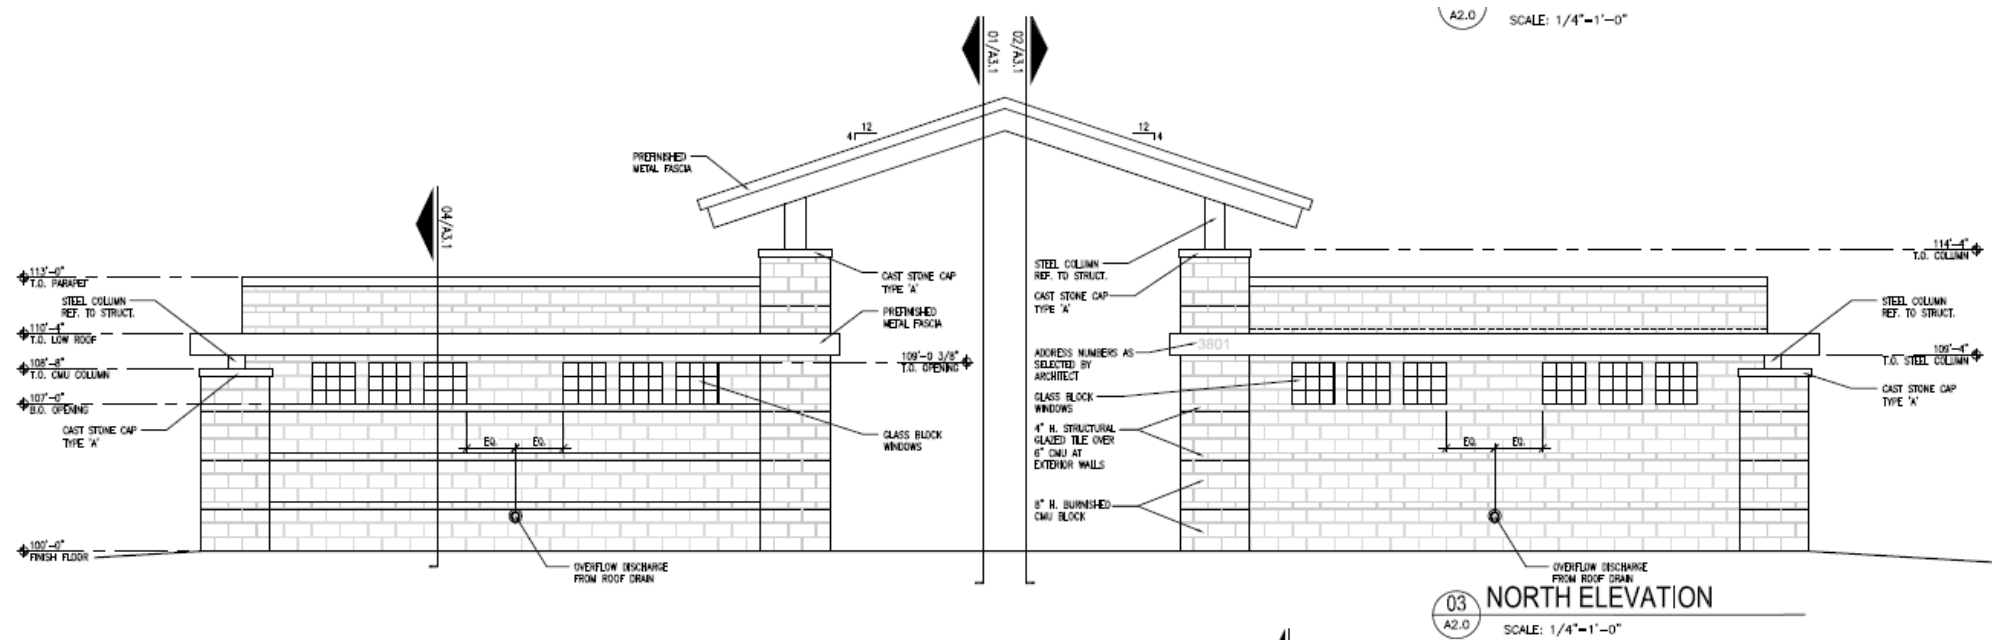 A2.0
SCALE: 1/4"=1'-0"
01/A3.1
02/A3.1
12
4
12
4
PREFINISHED
METAL FASCIA
04/A3.1
114'-4"
T.O. COLUMN
113'-0"
T.O. PARAPET
STEEL COLUMN
REF. TO STRUCT.
110'-4"
T.O. LOW ROOF
108'-8"
T.O. CMU COLUMN
107'-0"
B.O. OPENING
CAST STONE CAP
TYPE 'A'
100'-0"
FINISH FLOOR
EQ.
EQ.
OVERFLOW DISCHARGE
FROM ROOF DRAIN
CAST STONE CAP
TYPE 'A'
PREFINISHED
METAL FASCIA
109'-0 3/8"
T.O. OPENING
GLASS BLOCK
WINDOWS
STEEL COLUMN
REF. TO STRUCT.
CAST STONE CAP
TYPE 'A'
ADDRESS NUMBERS AS
SELECTED BY
ARCHITECT
3801
GLASS BLOCK
WINDOWS
4" H. STRUCTURAL
GLAZED TILE OVER
6" CMU AT
EXTERIOR WALLS
8" H. BURNISHED
CMU BLOCK
EQ.
EQ.
STEEL COLUMN
REF. TO STRUCT.
109'-4"
T.O. STEEL COLUMN
CAST STONE CAP
TYPE 'A'
OVERFLOW DISCHARGE
FROM ROOF DRAIN
03
A2.0
NORTH ELEVATION
SCALE: 1/4"=1'-0"